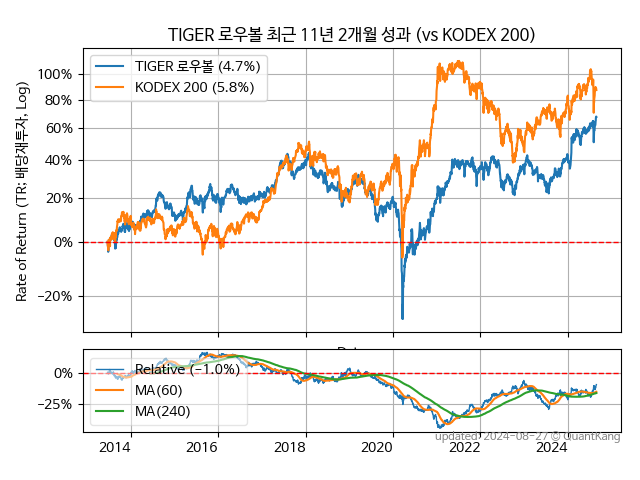 TIGER 로우볼 최근 11년 2개월 성과 (vs KODEX 200)
Rate of Return (TR: 배당재투자, Log)
100%
80%
60%
40%
20%
0%
−20%
TIGER 로우볼 (4.7%)
KODEX 200 (5.8%)
0%
−25%
Relative (−1.0%)
MA(60)
MA(240)
2014
2016
2018
2020
2022
2024
updated: 2024-08-27 © QuantKang